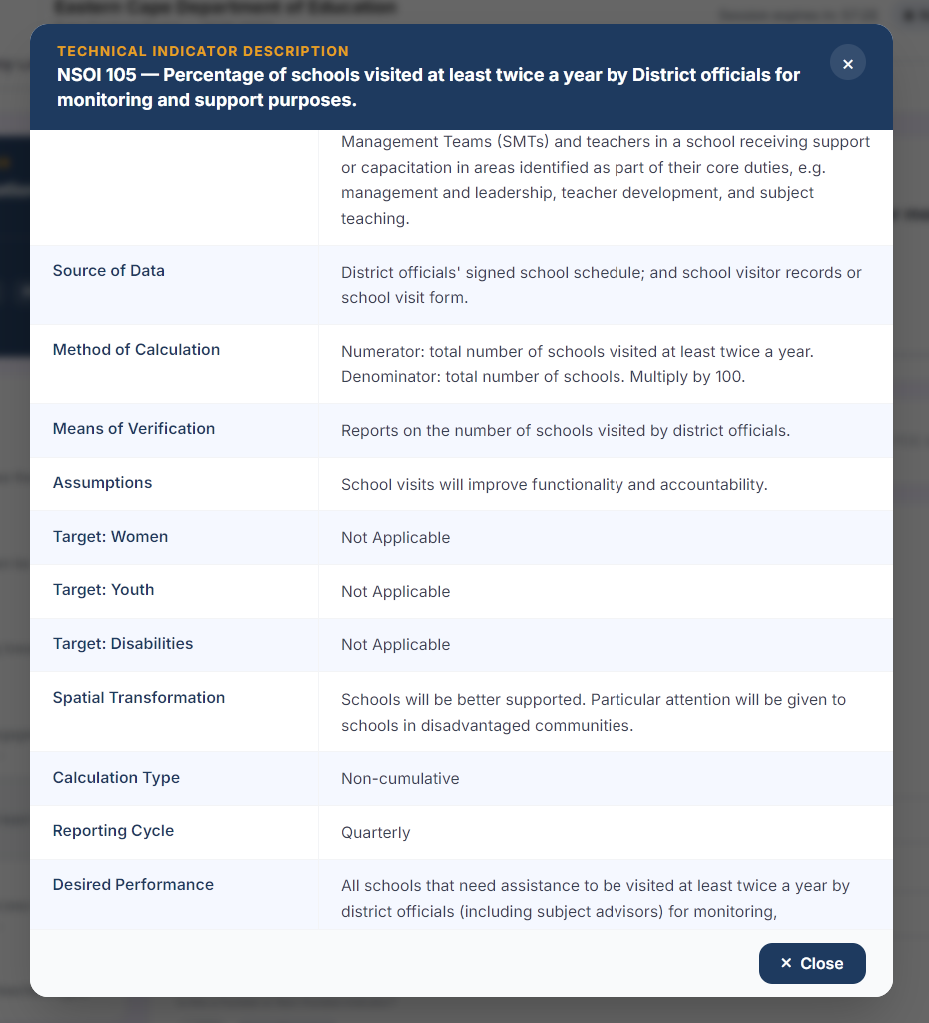 Eastern Cape Department of Education
TECHNICAL INDICATOR DESCRIPTION
NSOI 105 — Percentage of schools visited at least twice a year by District officials for
monitoring and support purposes.
×
Management Teams (SMTs) and teachers in a school receiving support
or capacitation in areas identified as part of their core duties, e.g.
management and leadership, teacher development, and subject
teaching.
Source of Data
District officials' signed school schedule; and school visitor records or
school visit form.
Method of Calculation
Numerator: total number of schools visited at least twice a year.
Denominator: total number of schools. Multiply by 100.
Means of Verification
Reports on the number of schools visited by district officials.
Assumptions
School visits will improve functionality and accountability.
Target: Women
Not Applicable
Target: Youth
Not Applicable
Target: Disabilities
Not Applicable
Spatial Transformation
Schools will be better supported. Particular attention will be given to
schools in disadvantaged communities.
Calculation Type
Non-cumulative
Reporting Cycle
Quarterly
Desired Performance
All schools that need assistance to be visited at least twice a year by
district officials (including subject advisors) for monitoring,
× Close